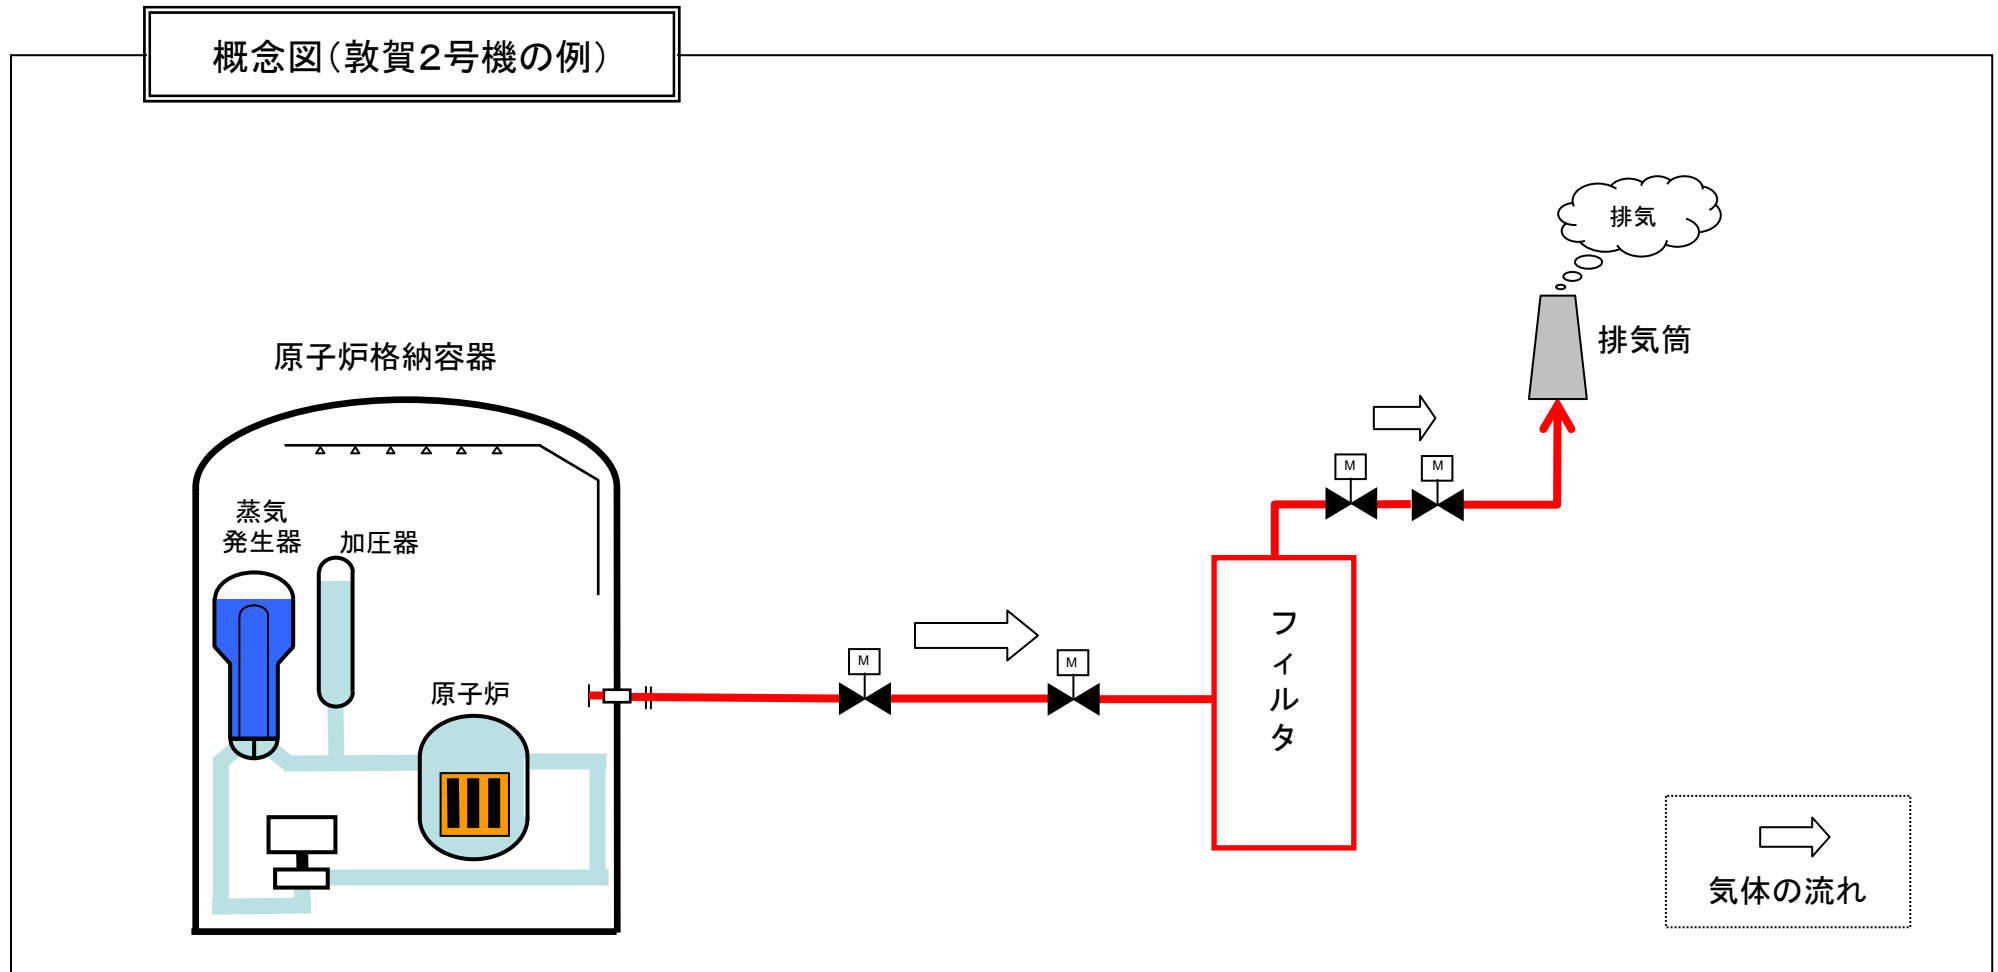 概念図(敦賀2号機の例)
排気
排気筒
原子炉格納容器
M
M
蒸気
発生器
加圧器
フィルタ
M
M
原子炉
気体の流れ